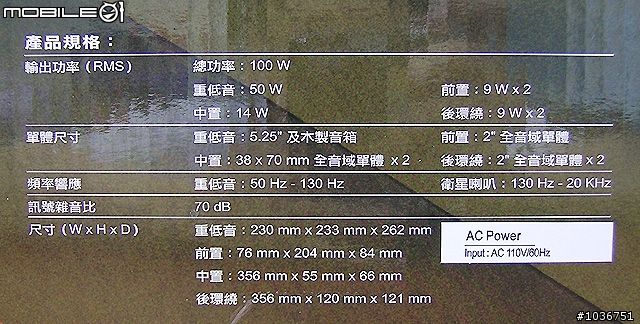 MOBILE01
產品規格：
輸出功率（RMS） 總功率：100 W
重低音：50 W 前置：9 W x 2
中置：14 W 後環繞：9 W x 2
單體尺寸 重低音：5.25" 及木製音箱 前置：2" 全音域單體
中置：38 x 70 mm 全音域單體 x 2 後環繞：2" 全音域單體 x 2
頻率響應 重低音：50 Hz - 130 Hz 衛星喇叭：130 Hz - 20 KHz
訊號雜音比 70 dB
尺寸（W x H x D） 重低音：230 mm x 233 mm x 262 mm
前置：76 mm x 204 mm x 84 mm
中置：356 mm x 55 mm x 66 mm
後環繞：356 mm x 120 mm x 121 mm
AC Power
Input : AC 110V/60Hz
#1036751